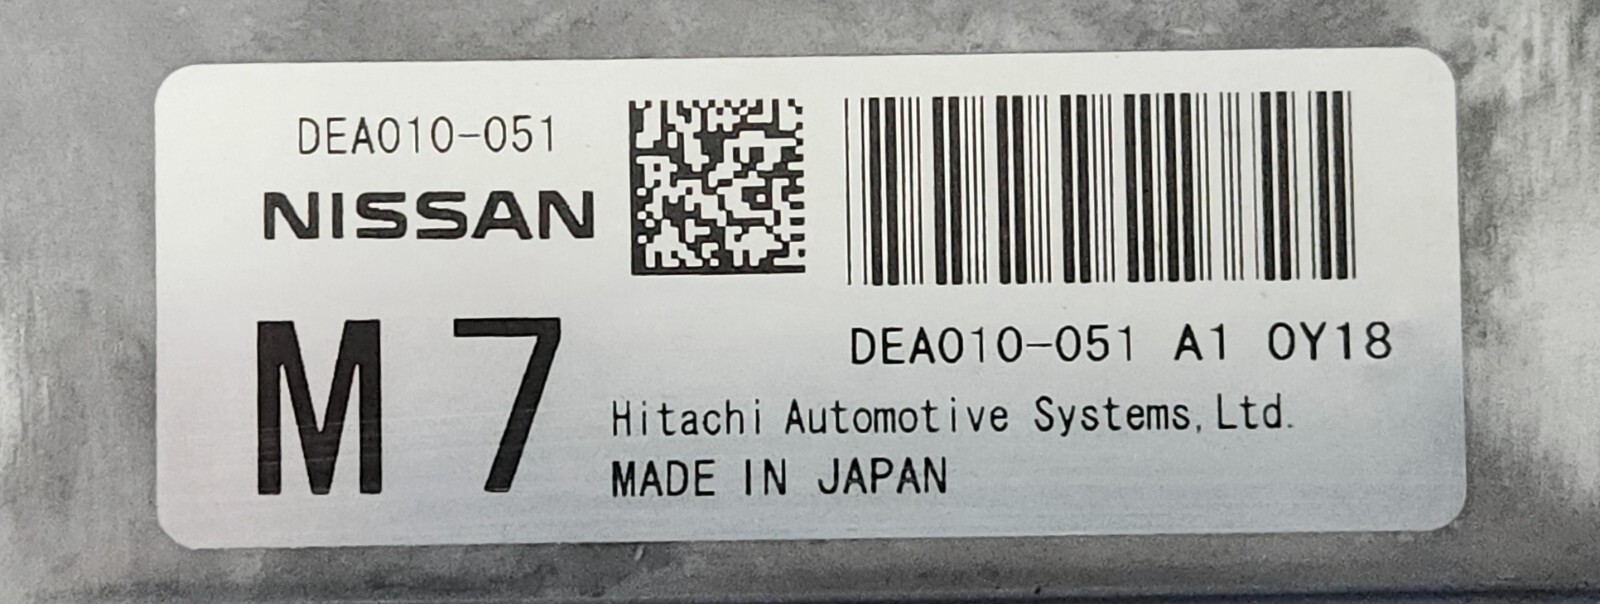 DEA010-051
NISSAN
M7
DEA010-051 A1 0Y18
Hitachi Automotive Systems, Ltd.
MADE IN JAPAN